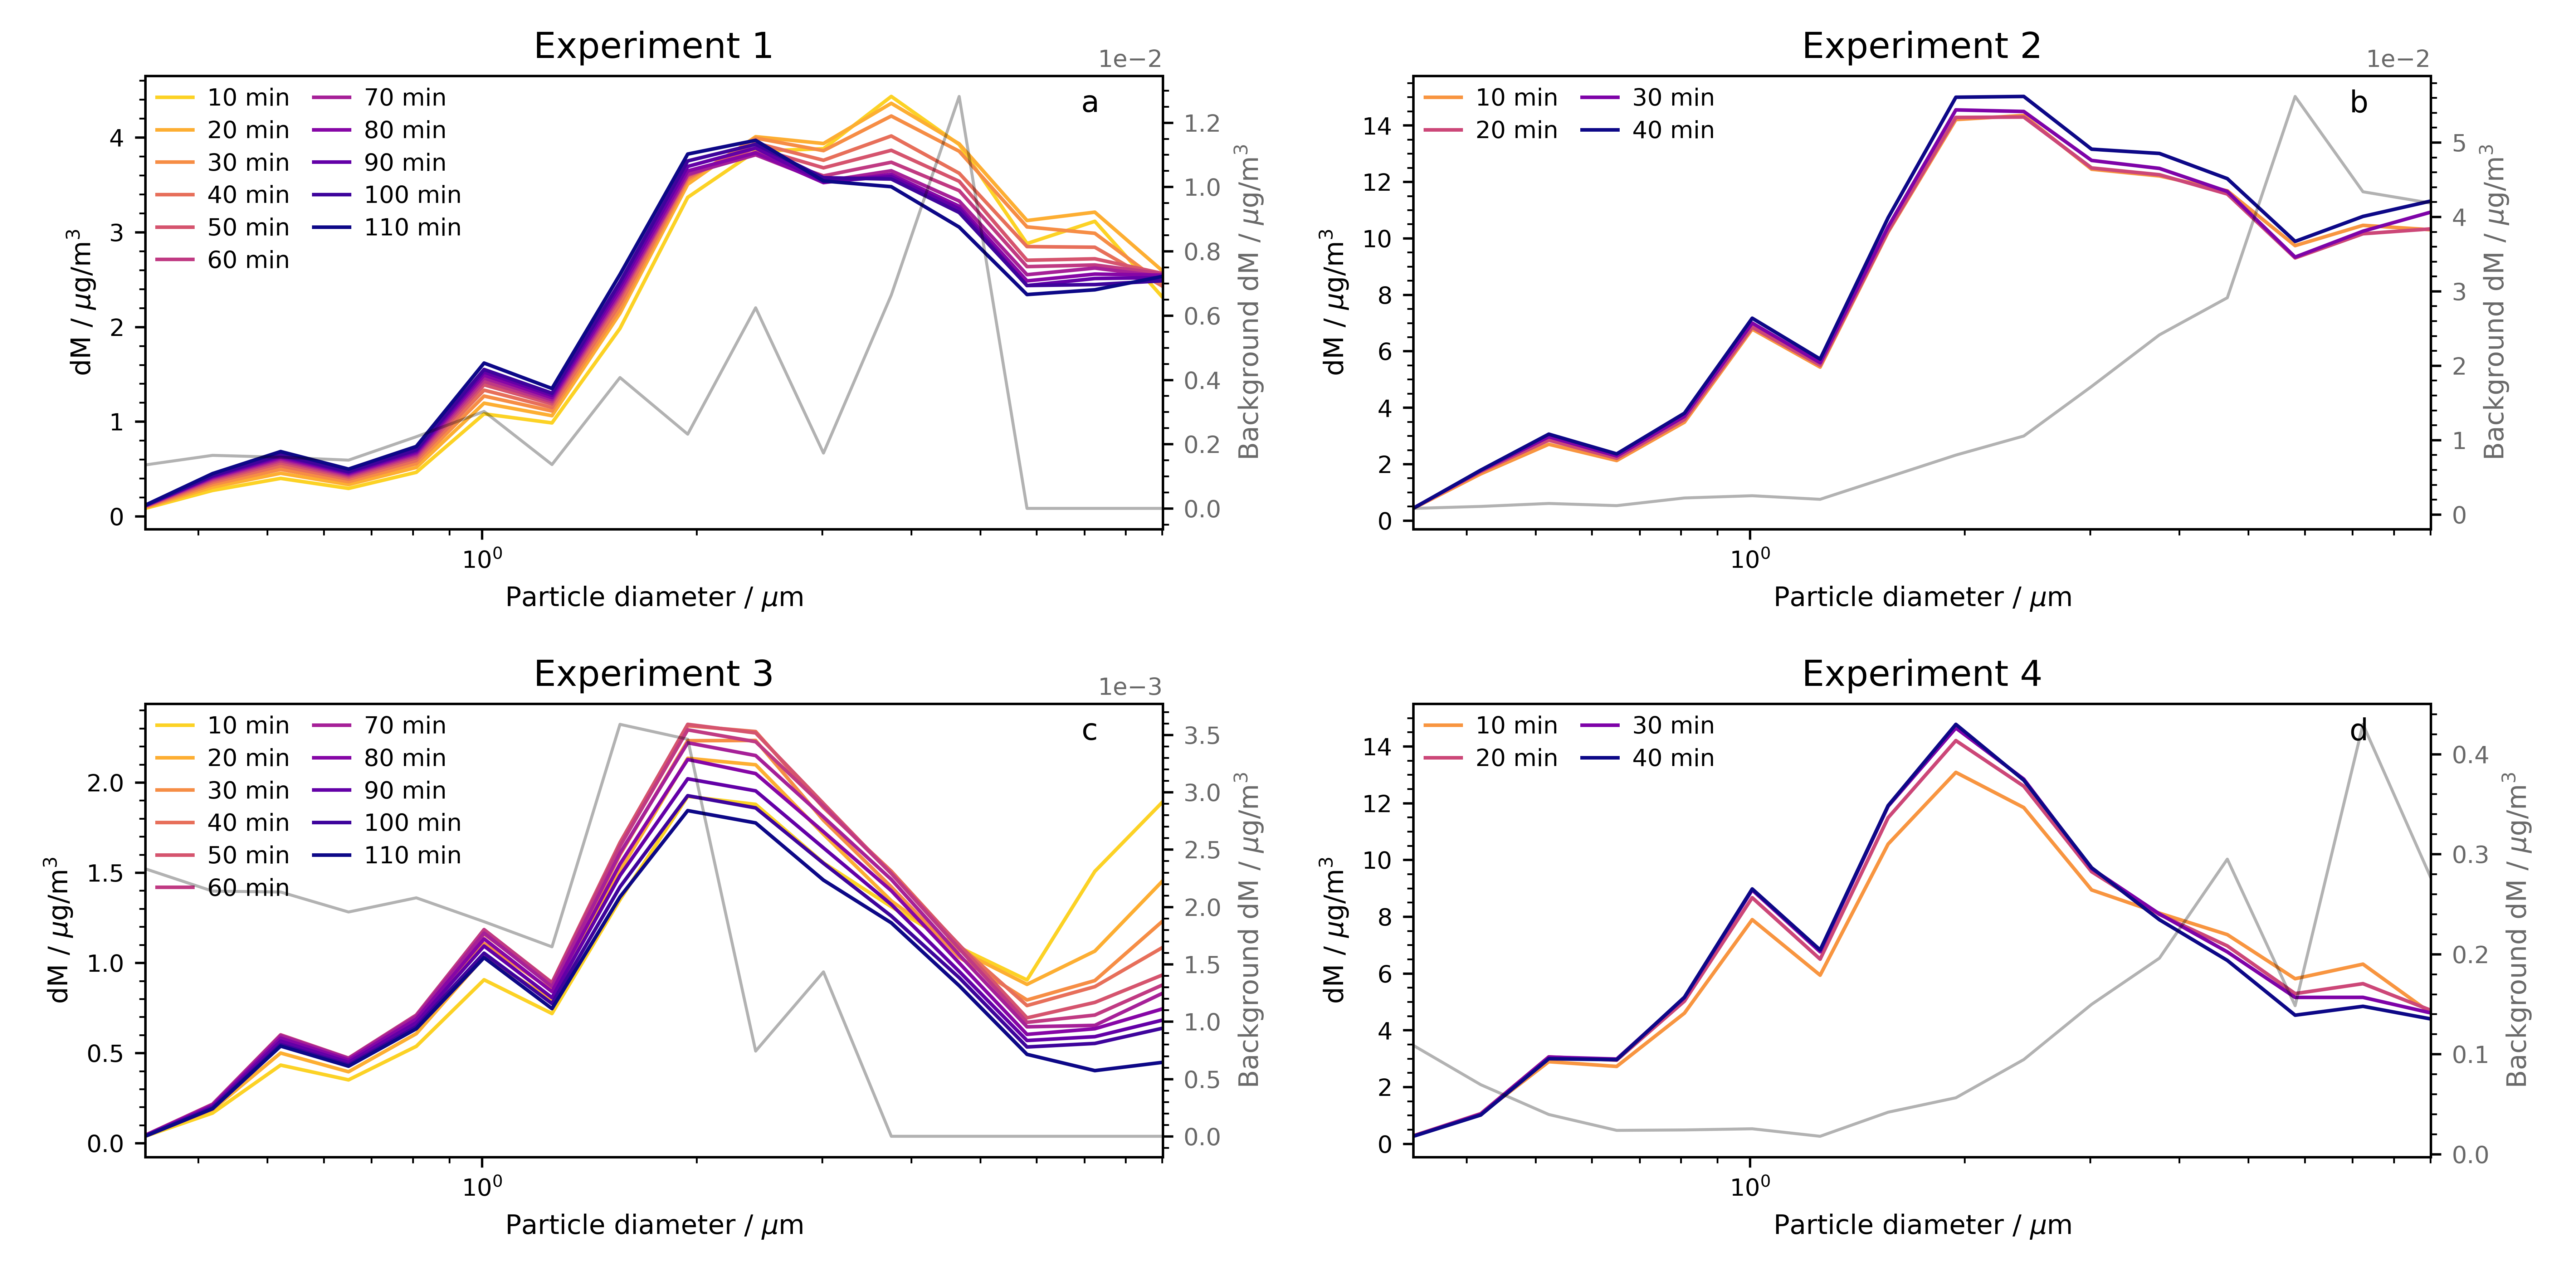 Experiment 1
1e−2
a
10 min 70 min
20 min 80 min
30 min 90 min
40 min 100 min
50 min 110 min
60 min
4
3
2
1
0
dM / μg/m³
1.2
1.0
0.8
0.6
0.4
0.2
0.0
Background dM / μg/m³
10⁰
Particle diameter / μm
Experiment 2
1e−2
b
10 min 30 min
20 min 40 min
14
12
10
8
6
4
2
0
dM / μg/m³
5
4
3
2
1
0
Background dM / μg/m³
10⁰
Particle diameter / μm
Experiment 3
1e−3
c
10 min 70 min
20 min 80 min
30 min 90 min
40 min 100 min
50 min 110 min
60 min
2.0
1.5
1.0
0.5
0.0
dM / μg/m³
3.5
3.0
2.5
2.0
1.5
1.0
0.5
0.0
Background dM / μg/m³
10⁰
Particle diameter / μm
Experiment 4
d
10 min 30 min
20 min 40 min
14
12
10
8
6
4
2
0
dM / μg/m³
0.4
0.3
0.2
0.1
0.0
Background dM / μg/m³
10⁰
Particle diameter / μm